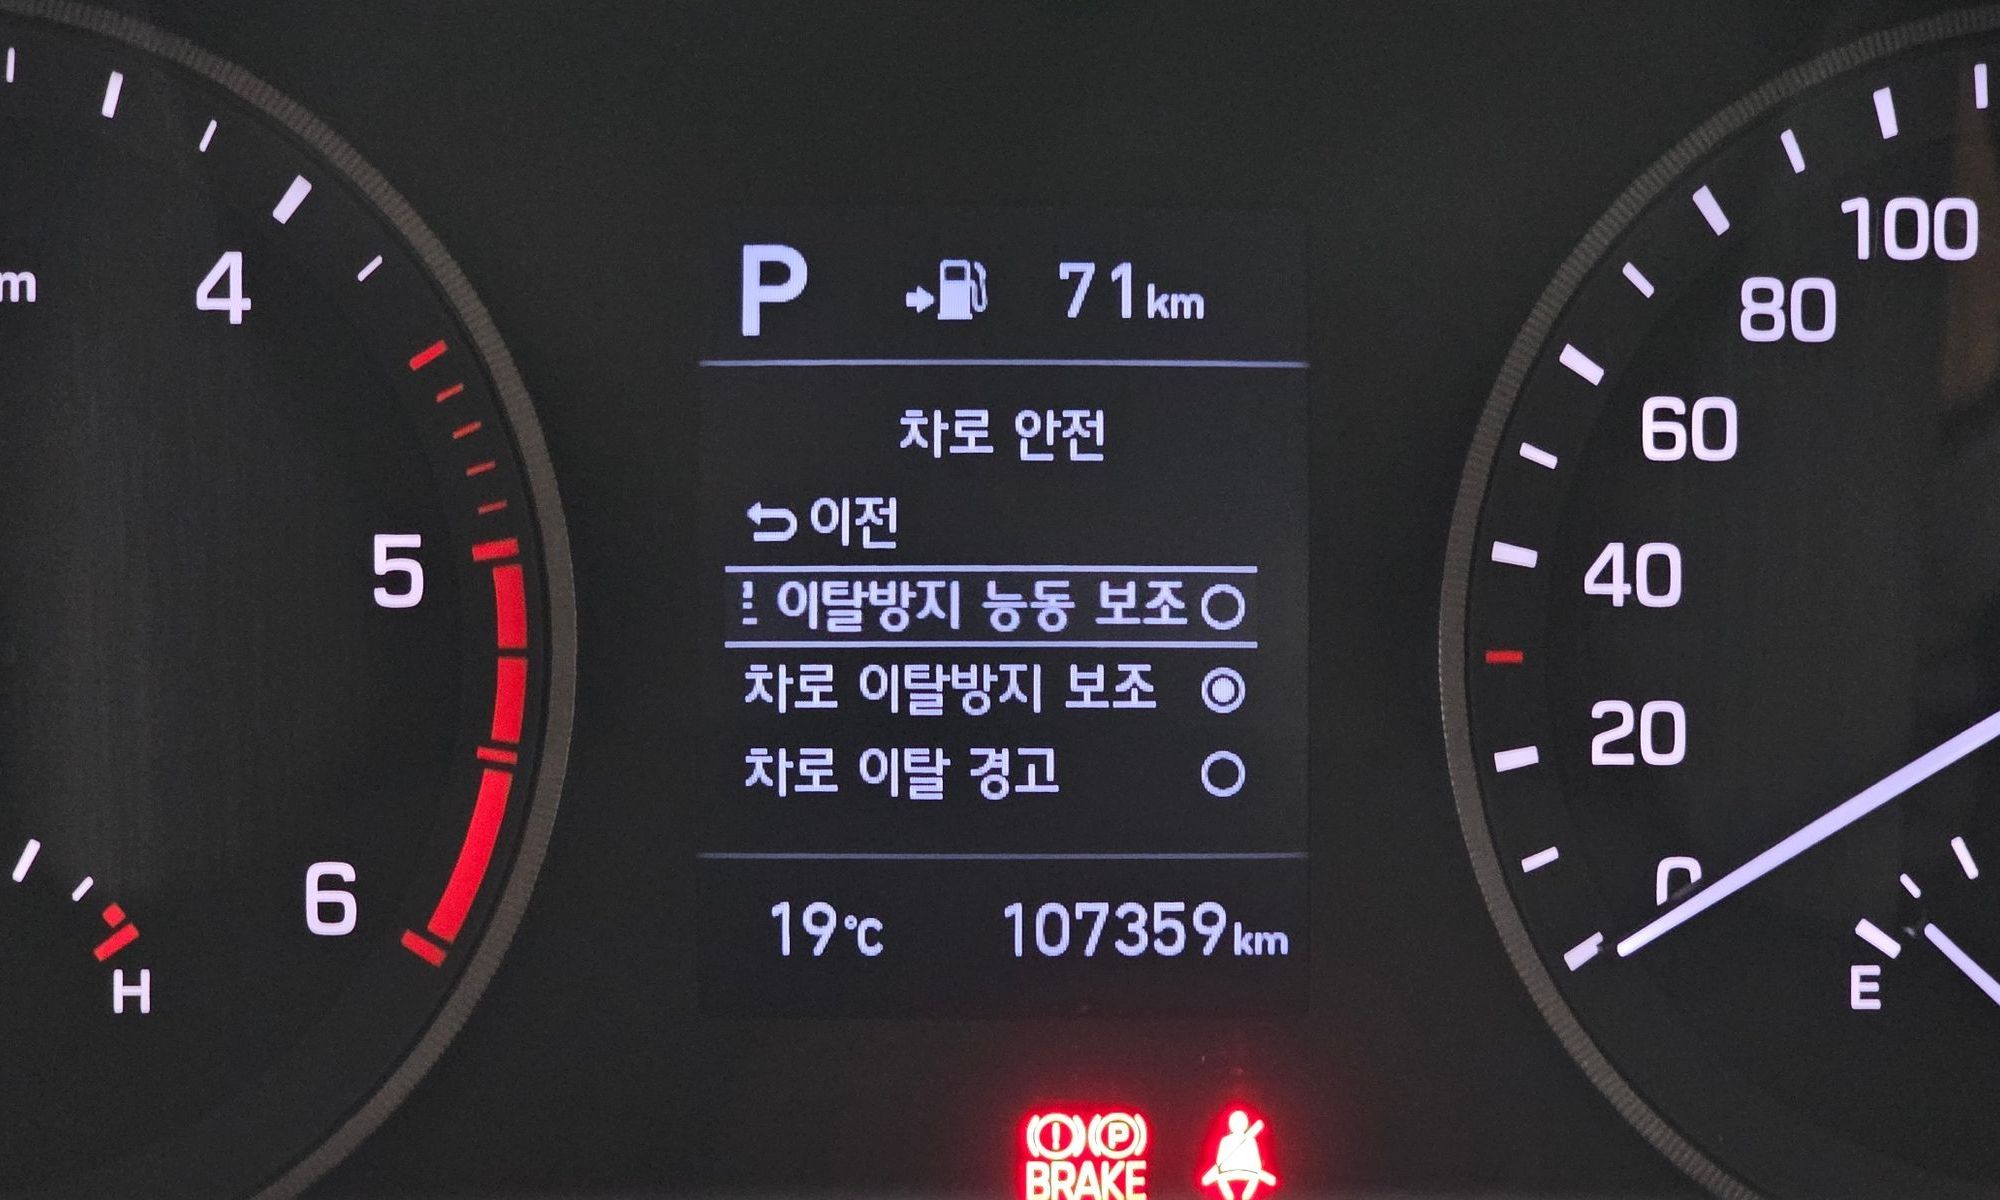 m
4
5
6
H
P 71km
차로 안전
이전
이탈방지 능동 보조
차로 이탈방지 보조
차로 이탈 경고
19℃ 107359km
100
80
60
40
20
0
E
P
BRAKE